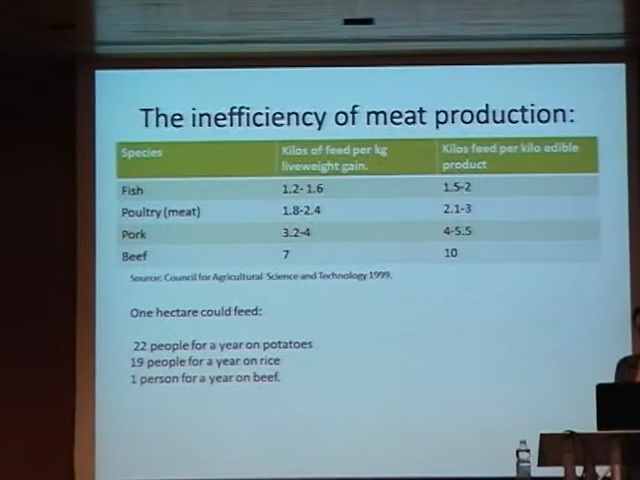 The inefficiency of meat production:
Species Kilos of feed per kg liveweight gain. Kilos feed per kilo edible product
Fish 1.2- 1.6 1.5-2
Poultry (meat) 1.8-2.4 2.1-3
Pork 3.2-4 4-5.5
Beef 7 10
Source: Council for Agricultural Science and Technology 1999.
One hectare could feed:
22 people for a year on potatoes
19 people for a year on rice
1 person for a year on beef.